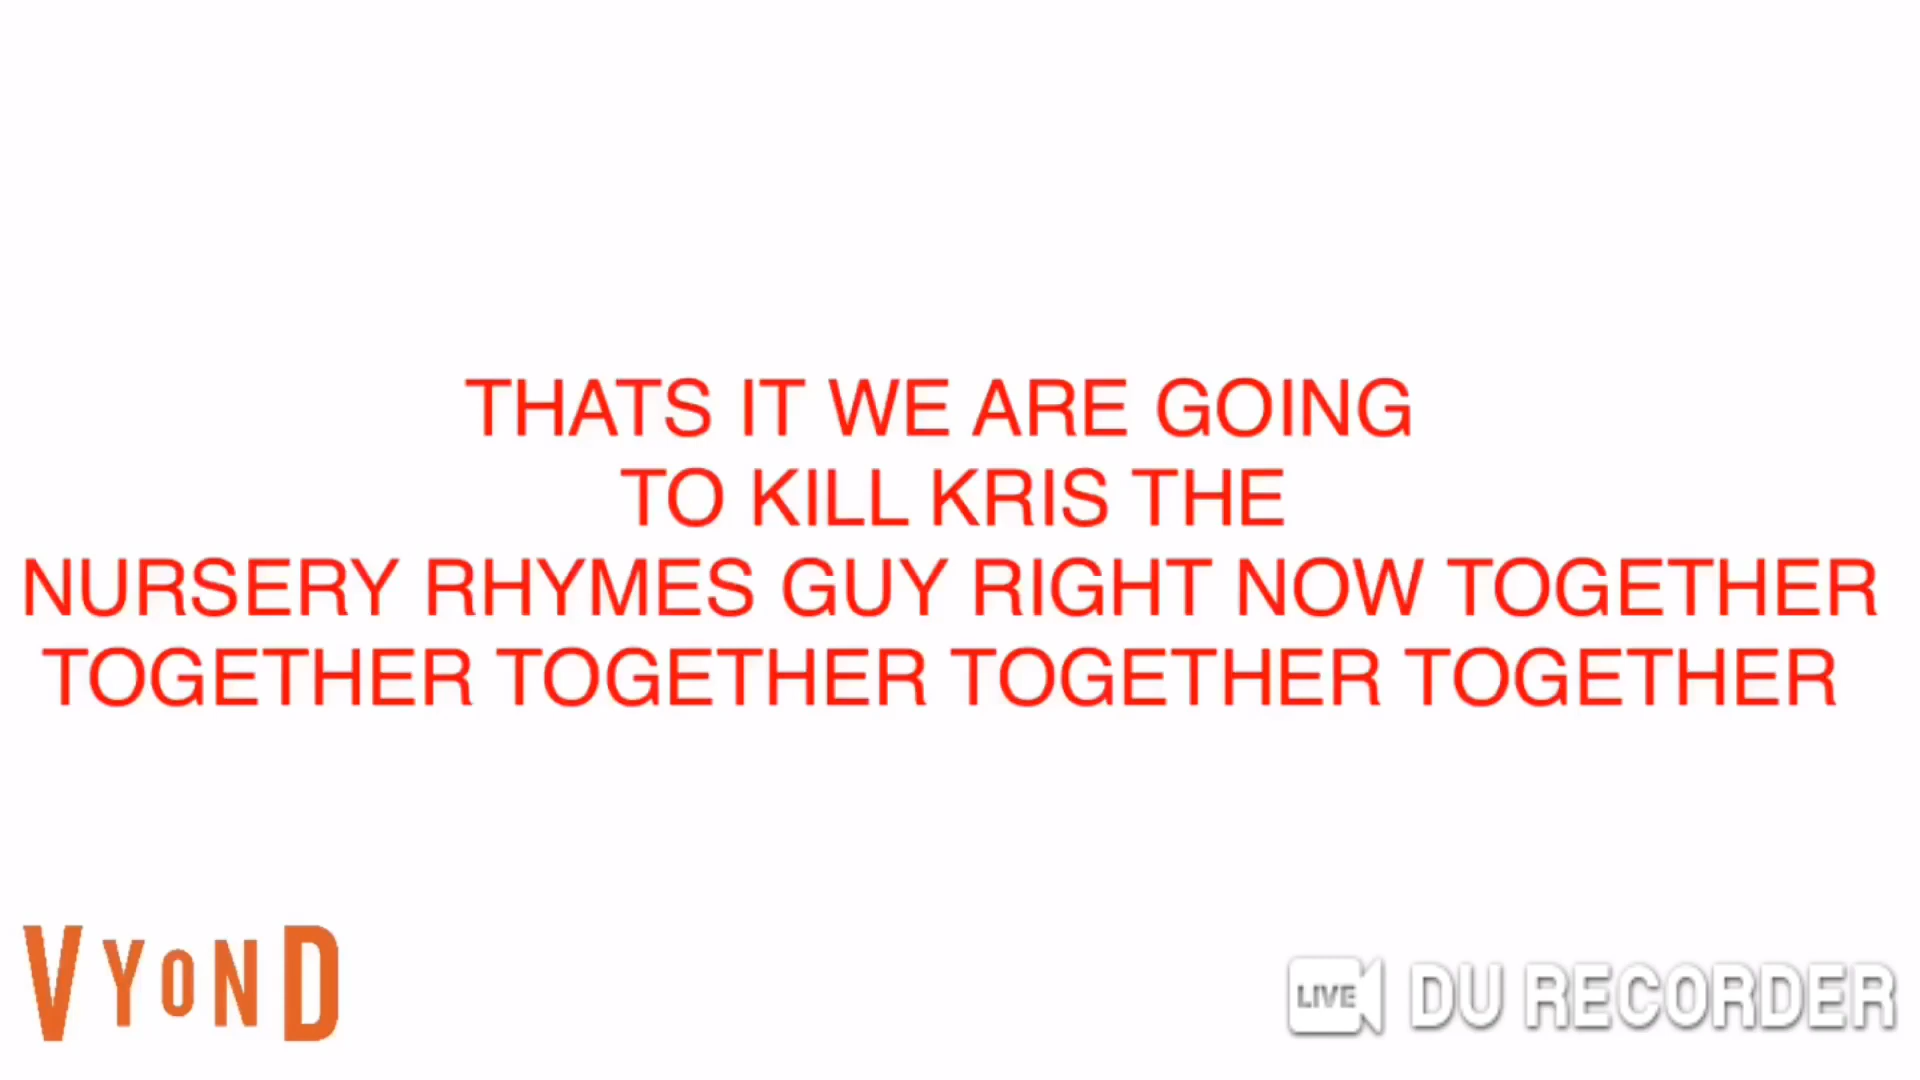 THATS IT WE ARE GOING
TO KILL KRIS THE
NURSERY RHYMES GUY RIGHT NOW TOGETHER
TOGETHER TOGETHER TOGETHER TOGETHER
VYOND
LIVE DU RECORDER